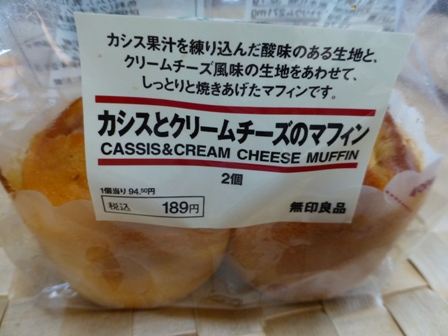 カシス果汁を練り込んだ酸味のある生地と、
クリームチーズ風味の生地をあわせて、
しっとりと焼きあげたマフィンです。
カシスとクリームチーズのマフィン
CASSIS&CREAM CHEESE MUFFIN
2個
1個当り 94.50円
税込 189円
無印良品